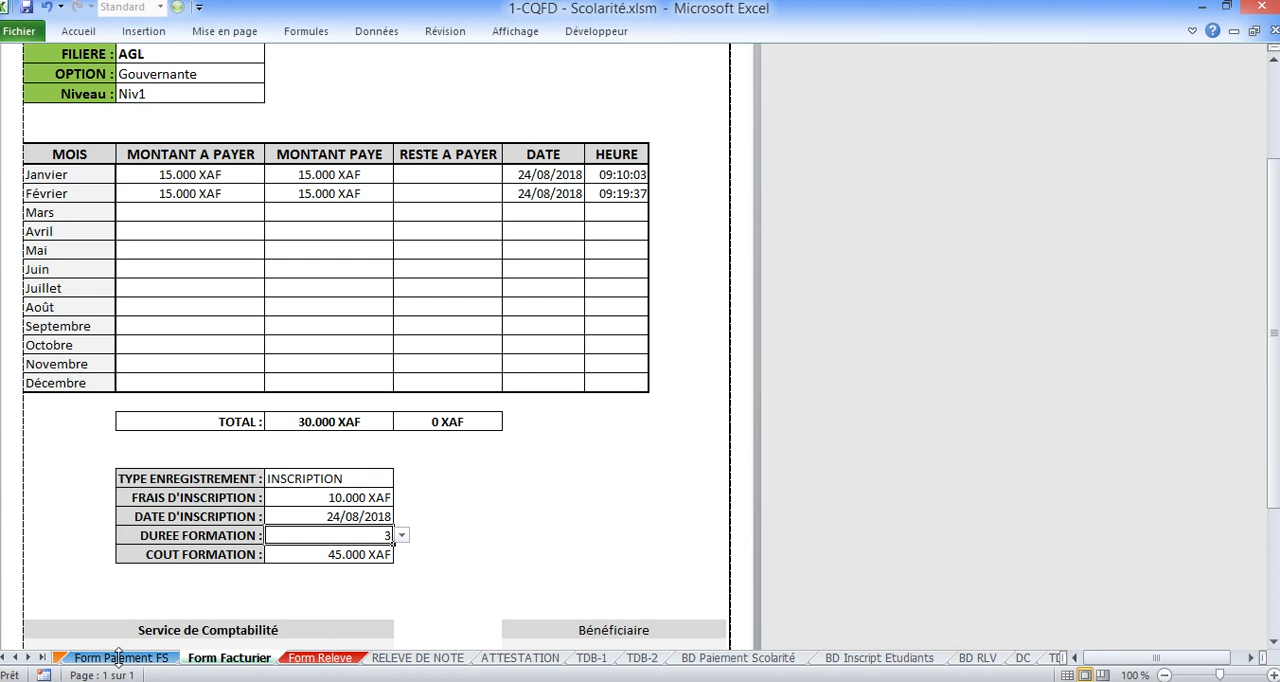 Standard
1-CQFD - Scolarité.xlsm - Microsoft Excel
Fichier Accueil Insertion Mise en page Formules Données Révision Affichage Développeur
FILIERE : AGL
OPTION : Gouvernante
Niveau : Niv1
MOIS MONTANT A PAYER MONTANT PAYE RESTE A PAYER DATE HEURE
Janvier 15.000 XAF 15.000 XAF 24/08/2018 09:10:03
Février 15.000 XAF 15.000 XAF 24/08/2018 09:19:37
Mars
Avril
Mai
Juin
Juillet
Août
Septembre
Octobre
Novembre
Décembre
TOTAL : 30.000 XAF 0 XAF
TYPE ENREGISTREMENT : INSCRIPTION
FRAIS D'INSCRIPTION : 10.000 XAF
DATE D'INSCRIPTION : 24/08/2018
DUREE FORMATION : 3
COUT FORMATION : 45.000 XAF
Service de Comptabilité Bénéficiaire
Form Paiement FS Form Facturier Form Releve RELEVE DE NOTE ATTESTATION TDB-1 TDB-2 BD Paiement Scolarité BD Inscript Etudiants BD RLV DC
Prêt Page : 1 sur 1 100 %